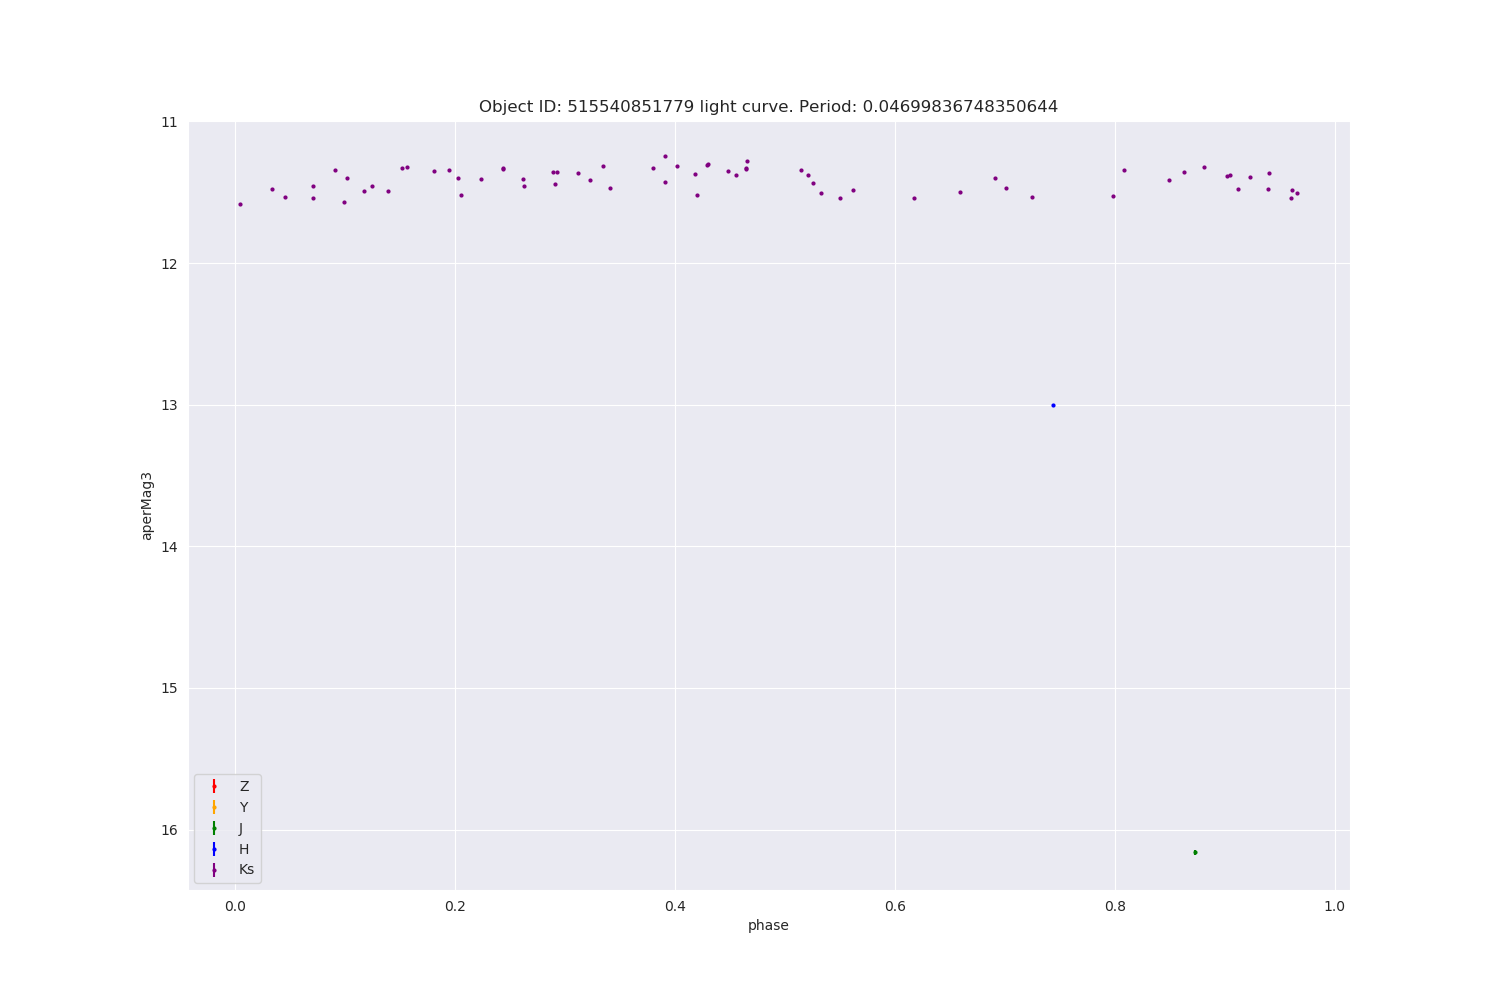 Object ID: 515540851779 light curve. Period: 0.04699836748350644
11
12
13
14
15
16
aperMag3
Z
Y
J
H
Ks
0.0 0.2 0.4 0.6 0.8 1.0
phase